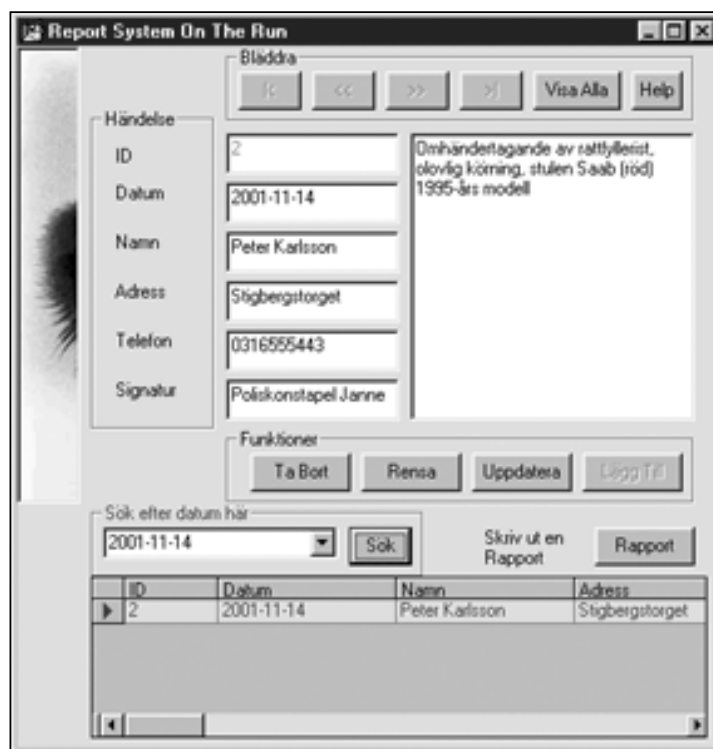 Report System On The Run
Bläddra
|< << >> >| Visa Alla Help
Händelse
ID 2
Datum 2001-11-14
Namn Peter Karlsson
Adress Stigbergstorget
Telefon 0316555443
Signatur Poliskonstapel Janne
Omhändertagande av rattfyllerist,
olovlig körning, stulen Saab (röd)
1995-års modell
Funktioner
Ta Bort Rensa Uppdatera Lägg Till
Sök efter datum här
2001-11-14 Sök
Skriv ut en
Rapport
Rapport
ID Datum Namn Adress
2 2001-11-14 Peter Karlsson Stigbergstorget